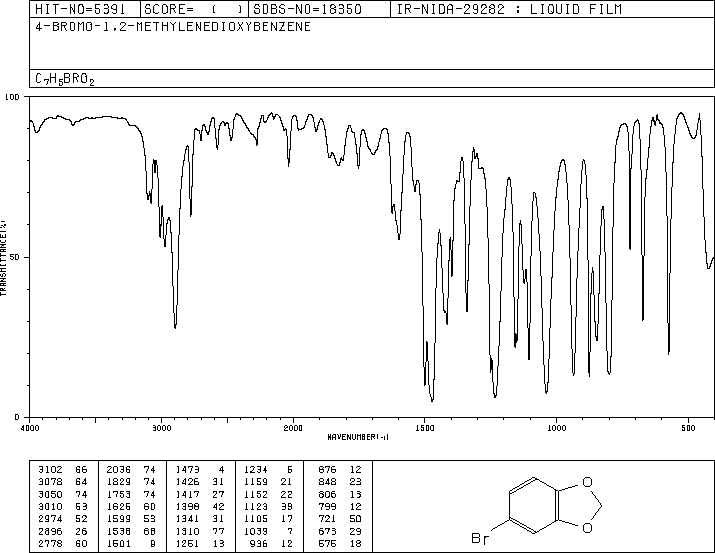 HIT-NO=5391 SCORE= ( ) SDBS-NO=18350 IR-NIDA-29282 : LIQUID FILM
4-BROMO-1,2-METHYLENEDIOXYBENZENE
C7H5BRO2
100
TRANSMITTANCE(%)
50
0
4000 3000 2000 1500 1000 500
WAVENUMBER(-1)
3102 66 2036 74 1473 4 1234 5 876 12
3078 64 1829 74 1426 31 1159 21 848 23
3050 74 1753 74 1417 27 1152 22 806 13
3010 53 1625 60 1398 42 1123 39 799 12
2974 52 1599 53 1341 31 1105 17 721 50
2896 26 1538 68 1310 77 1039 7 673 29
2778 60 1501 9 1251 13 936 12 575 18
O
O
Br